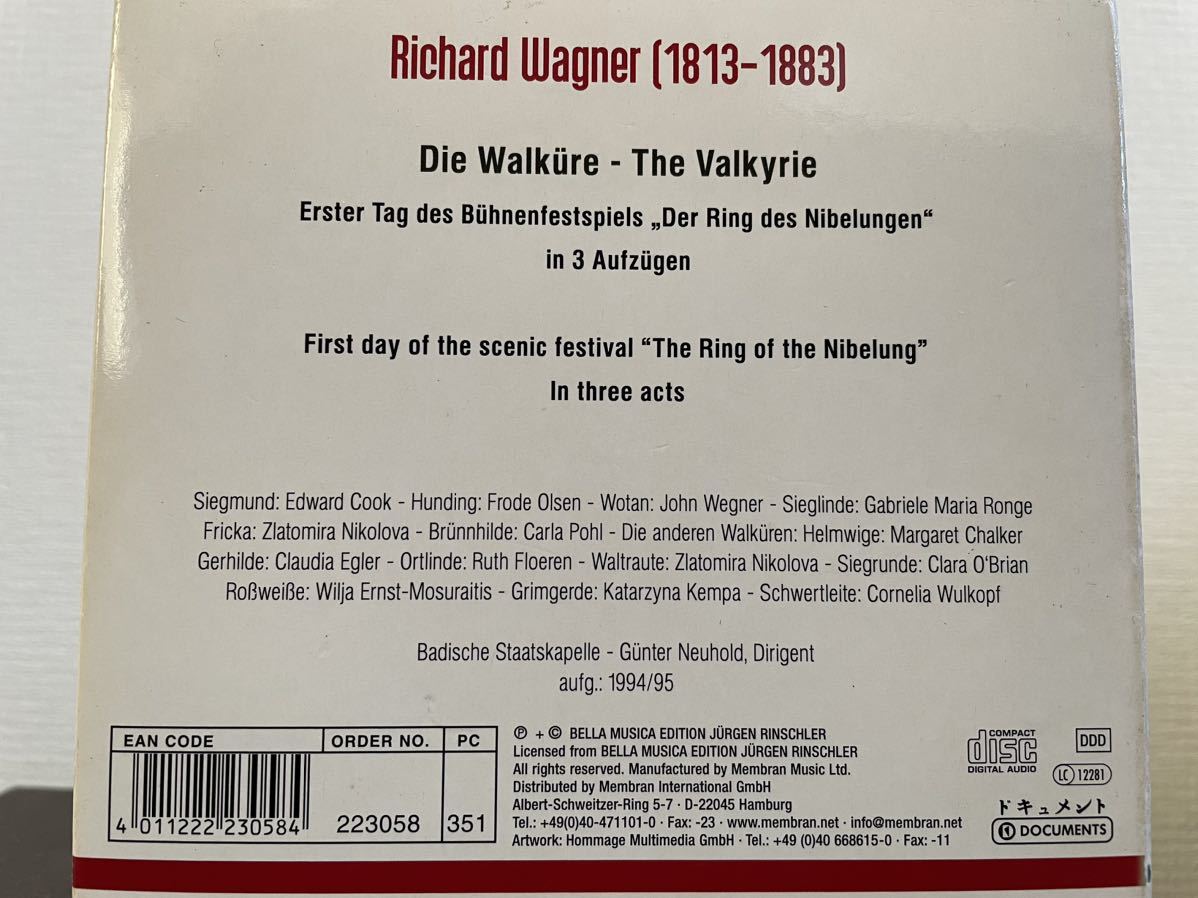 Richard Wagner (1813-1883)
Die Walküre - The Valkyrie
Erster Tag des Bühnenfestspiels „Der Ring des Nibelungen“
in 3 Aufzügen
First day of the scenic festival “The Ring of the Nibelung”
In three acts
Siegmund: Edward Cook - Hunding: Frode Olsen - Wotan: John Wegner - Sieglinde: Gabriele Maria Ronge
Fricka: Zlatomira Nikolova - Brünnhilde: Carla Pohl - Die anderen Walküren: Helmwige: Margaret Chalker
Gerhilde: Claudia Egler - Ortlinde: Ruth Floeren - Waltraute: Zlatomira Nikolova - Siegrunde: Clara O‘Brian
Roßweiße: Wilja Ernst-Mosuraitis - Grimgerde: Katarzyna Kempa - Schwertleite: Cornelia Wulkopf
Badische Staatskapelle - Günter Neuhold, Dirigent
aufg.: 1994/95
EAN CODE ORDER NO. PC
4 011222 230584 223058 351
℗ + © BELLA MUSICA EDITION JÜRGEN RINSCHLER
Licensed from BELLA MUSICA EDITION JÜRGEN RINSCHLER
All rights reserved. Manufactured by Membran Music Ltd.
Distributed by Membran International GmbH
Albert-Schweitzer-Ring 5-7 · D-22045 Hamburg
Tel.: +49(0)40-471101-0 · Fax: -23 · www.membran.net · info@membran.net
Artwork: Hommage Multimedia GmbH · Tel.: +49 (0)40 668615-0 · Fax: -11
COMPACT
disc
DIGITAL AUDIO
DDD
LC 12281
ドキュメント
DOCUMENTS